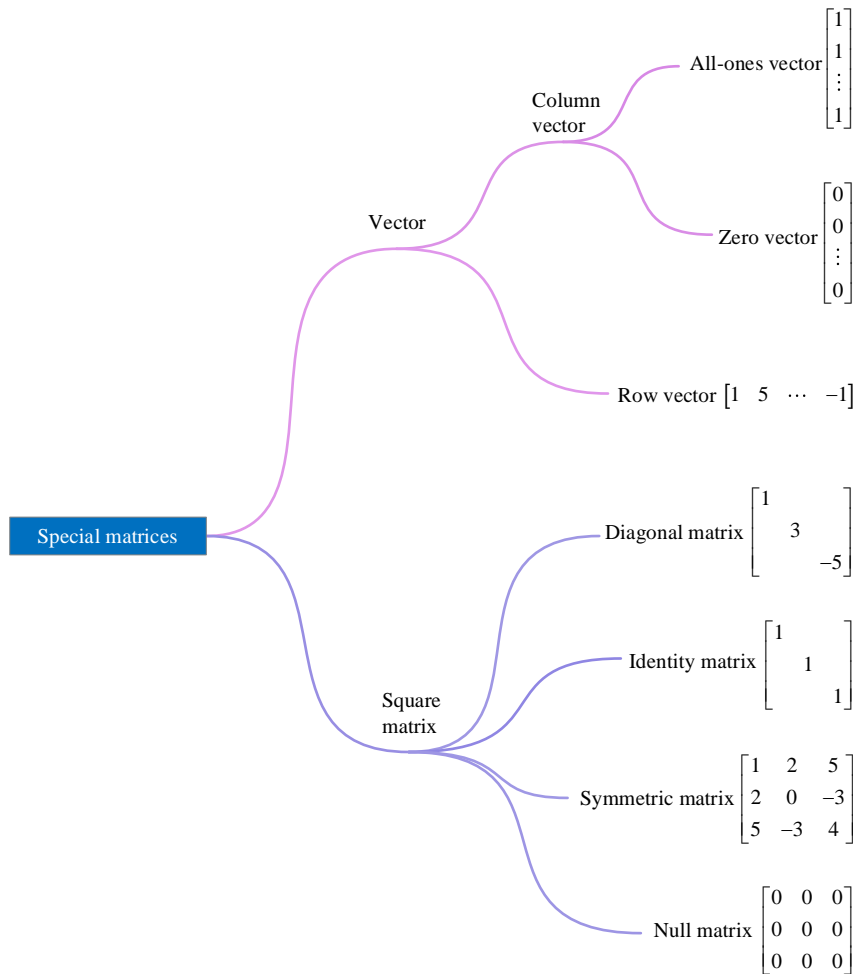 1
1
All-ones vector
⋮
1
Column
vector
0
0
Zero vector
⋮
0
Vector
Row vector [1 5 ⋯ −1]
Special matrices
1
Diagonal matrix 3
−5
1
Identity matrix 1
1
Square
matrix
1 2 5
Symmetric matrix 2 0 −3
5 −3 4
0 0 0
Null matrix 0 0 0
0 0 0